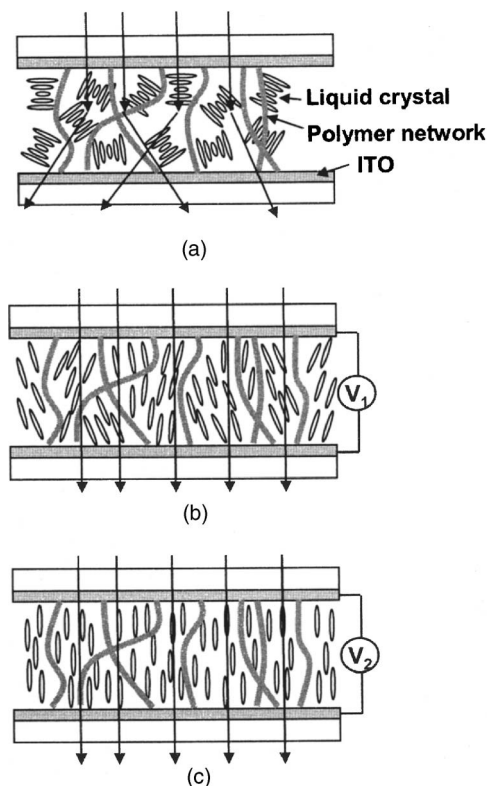 (a)
Liquid crystal
Polymer network
ITO
(b)
V₁
(c)
V₂